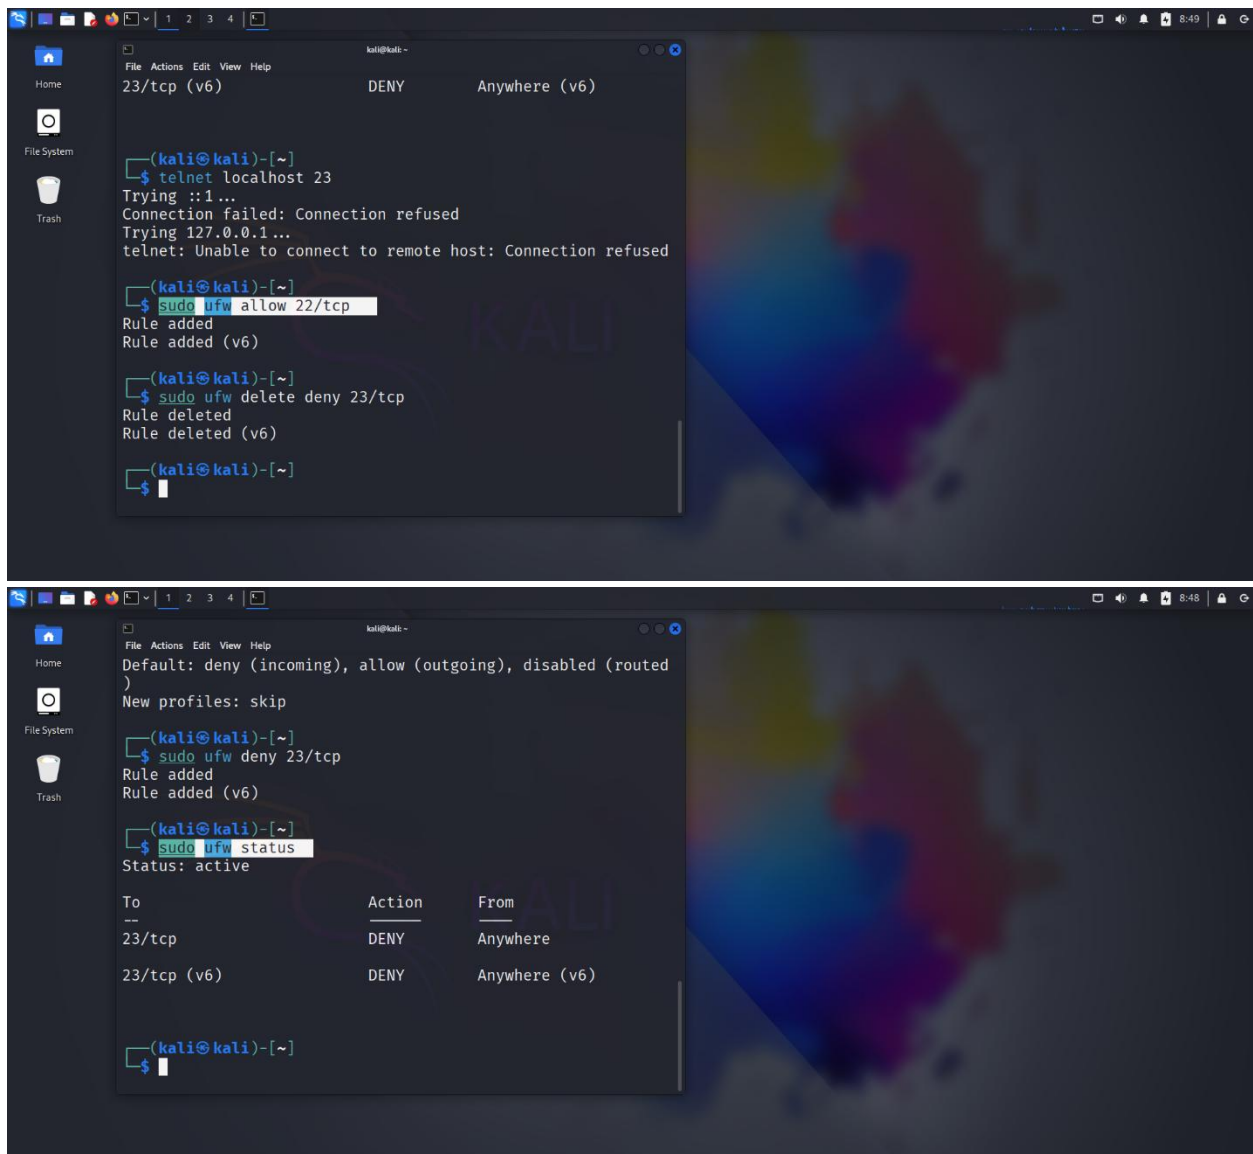 1 2 3 4
8:49
kali@kali: ~
File Actions Edit View Help
Home
File System
Trash
23/tcp (v6) DENY Anywhere (v6)
┌──(kali㉿kali)-[~]
└─$ telnet localhost 23
Trying ::1...
Connection failed: Connection refused
Trying 127.0.0.1...
telnet: Unable to connect to remote host: Connection refused
┌──(kali㉿kali)-[~]
└─$ sudo ufw allow 22/tcp
Rule added
Rule added (v6)
┌──(kali㉿kali)-[~]
└─$ sudo ufw delete deny 23/tcp
Rule deleted
Rule deleted (v6)
┌──(kali㉿kali)-[~]
└─$
KALI
1 2 3 4
8:48
kali@kali: ~
File Actions Edit View Help
Home
File System
Trash
Default: deny (incoming), allow (outgoing), disabled (routed
)
New profiles: skip
┌──(kali㉿kali)-[~]
└─$ sudo ufw deny 23/tcp
Rule added
Rule added (v6)
┌──(kali㉿kali)-[~]
└─$ sudo ufw status
Status: active
To Action From
-- ------ ----
23/tcp DENY Anywhere
23/tcp (v6) DENY Anywhere (v6)
┌──(kali㉿kali)-[~]
└─$
KALI